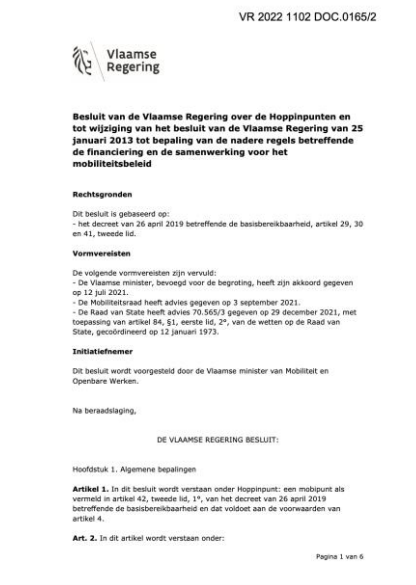 VR 2022 1102 DOC.0165/2
Vlaamse
Regering
Besluit van de Vlaamse Regering over de Hoppinpunten en
tot wijziging van het besluit van de Vlaamse Regering van 25
januari 2013 tot bepaling van de nadere regels betreffende
de financiering en de samenwerking voor het
mobiliteitsbeleid
Rechtsgronden
Dit besluit is gebaseerd op:
- het decreet van 26 april 2019 betreffende de basisbereikbaarheid, artikel 29, 30
en 41, tweede lid.
Vormvereisten
De volgende vormvereisten zijn vervuld:
- De Vlaamse minister, bevoegd voor de begroting, heeft zijn akkoord gegeven
op 12 juli 2021.
- De Mobiliteitsraad heeft advies gegeven op 3 september 2021.
- De Raad van State heeft advies 70.565/3 gegeven op 29 december 2021, met
toepassing van artikel 84, §1, eerste lid, 2°, van de wetten op de Raad van
State, gecoördineerd op 12 januari 1973.
Initiatiefnemer
Dit besluit wordt voorgesteld door de Vlaamse minister van Mobiliteit en
Openbare Werken.
Na beraadslaging,
DE VLAAMSE REGERING BESLUIT:
Hoofdstuk 1. Algemene bepalingen
Artikel 1. In dit besluit wordt verstaan onder Hoppinpunt: een mobipunt als
vermeld in artikel 42, tweede lid, 1°, van het decreet van 26 april 2019
betreffende de basisbereikbaarheid en dat voldoet aan de voorwaarden van
artikel 4.
Art. 2. In dit artikel wordt verstaan onder:
Pagina 1 van 6